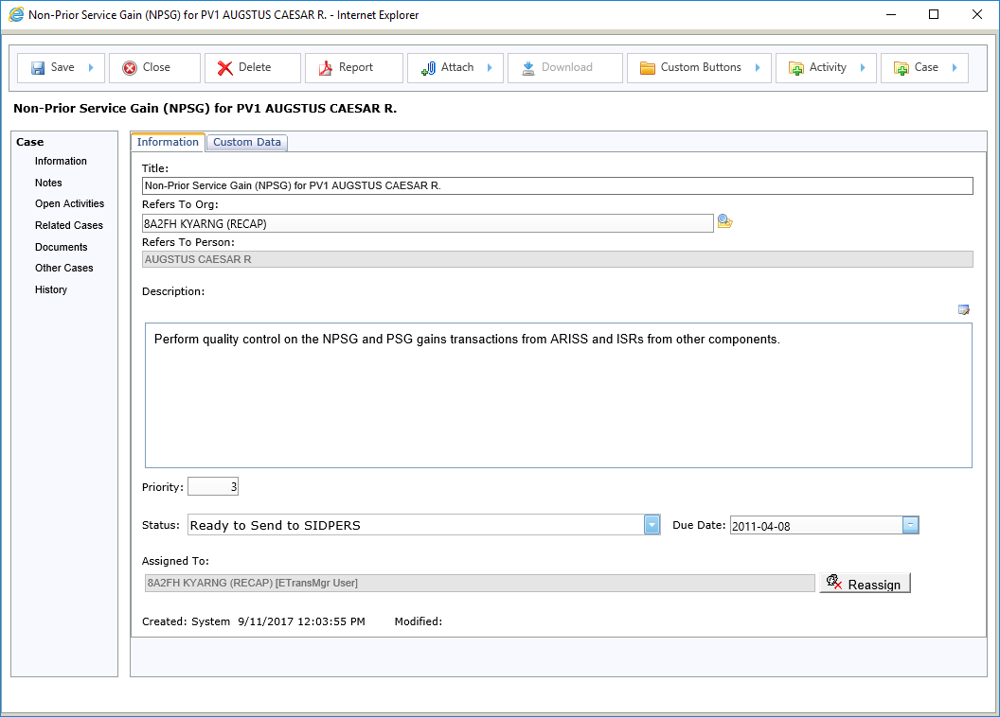 Non-Prior Service Gain (NPSG) for PV1 AUGSTUS CAESAR R. - Internet Explorer
Save Close Delete Report Attach Download Custom Buttons Activity Case
Non-Prior Service Gain (NPSG) for PV1 AUGSTUS CAESAR R.
Case
Information
Notes
Open Activities
Related Cases
Documents
Other Cases
History
Information Custom Data
Title:
Non-Prior Service Gain (NPSG) for PV1 AUGSTUS CAESAR R.
Refers To Org:
8A2FH KYARNG (RECAP)
Refers To Person:
AUGSTUS CAESAR R
Description:
Perform quality control on the NPSG and PSG gains transactions from ARISS and ISRs from other components.
Priority: 3
Status: Ready to Send to SIDPERS Due Date: 2011-04-08
Assigned To:
8A2FH KYARNG (RECAP) [ETransMgr User] Reassign
Created: System 9/11/2017 12:03:55 PM Modified: